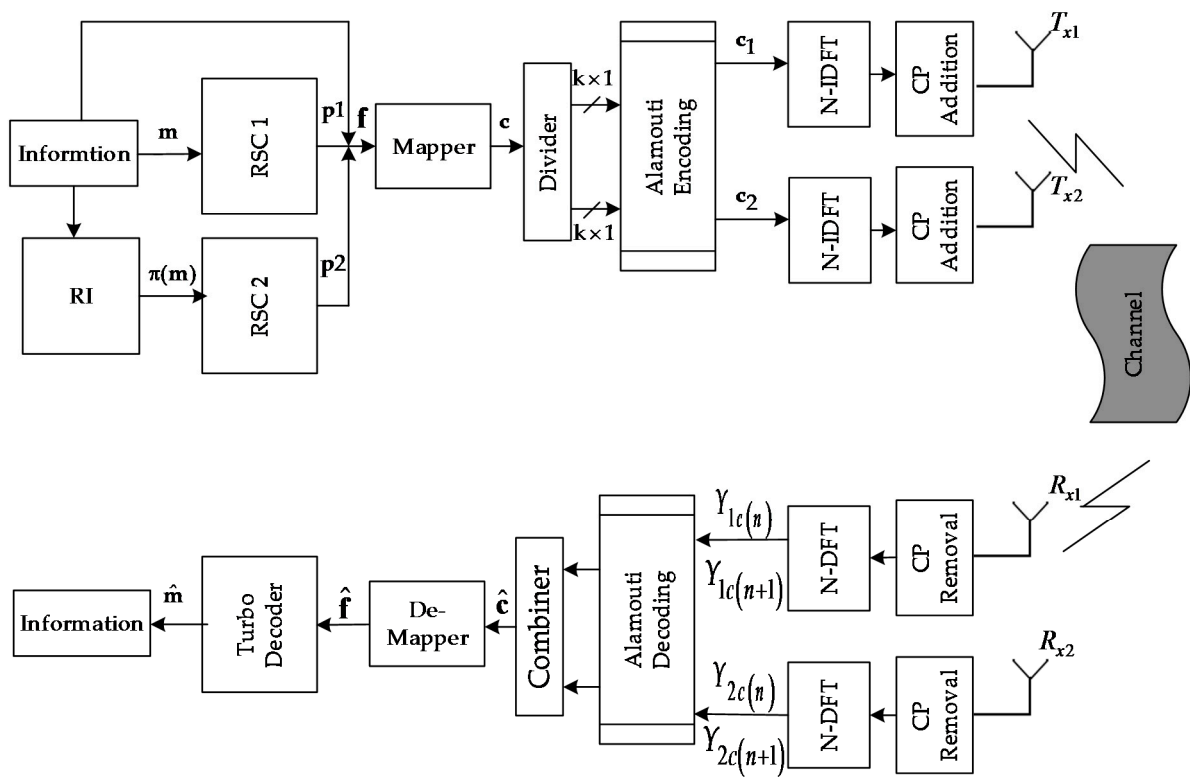 Informtion
m
RSC 1
p1
f
Mapper
c
Divider
k×1
k×1
Alamouti Encoding
c1
N-IDFT
CP Addition
Tx1
c2
N-IDFT
CP Addition
Tx2
RI
π(m)
RSC 2
p2
Channel
Rx1
CP Removal
N-DFT
Y1c(n)
Y1c(n+1)
Rx2
CP Removal
N-DFT
Y2c(n)
Y2c(n+1)
Alamouti Decoding
Combiner
ĉ
De-
Mapper
f̂
Turbo Decoder
m̂
Information